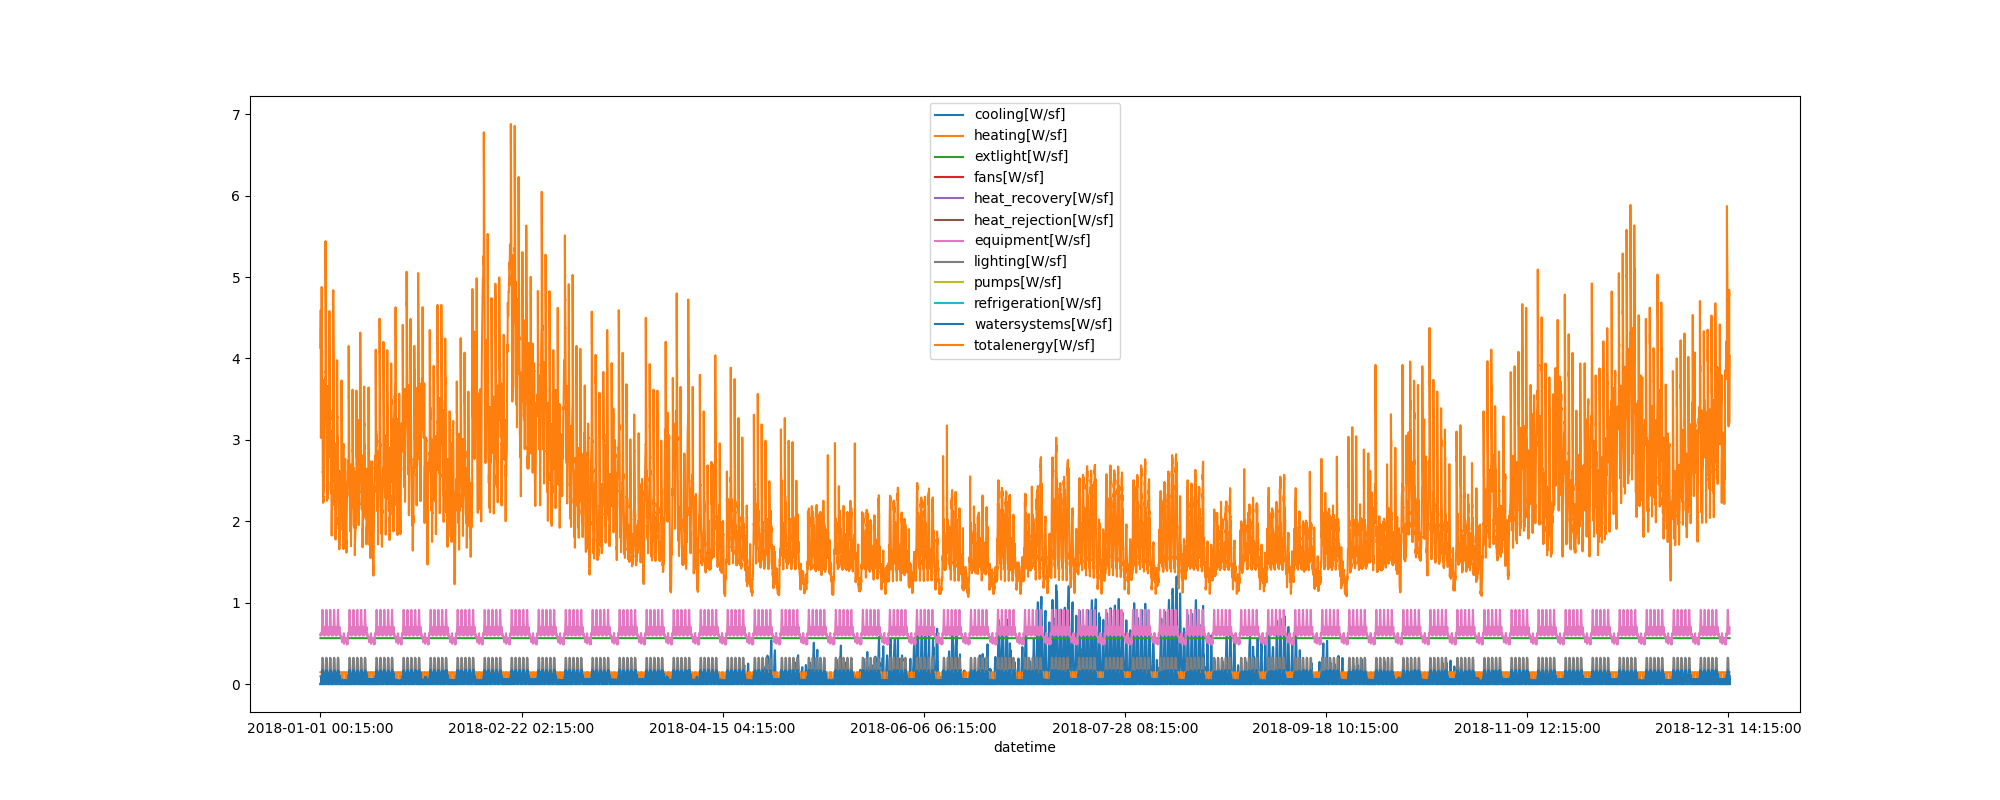 7
6
5
4
3
2
1
0
cooling[W/sf]
heating[W/sf]
extlight[W/sf]
fans[W/sf]
heat_recovery[W/sf]
heat_rejection[W/sf]
equipment[W/sf]
lighting[W/sf]
pumps[W/sf]
refrigeration[W/sf]
watersystems[W/sf]
totalenergy[W/sf]
2018-01-01 00:15:00 2018-02-22 02:15:00 2018-04-15 04:15:00 2018-06-06 06:15:00 2018-07-28 08:15:00 2018-09-18 10:15:00 2018-11-09 12:15:00 2018-12-31 14:15:00
datetime